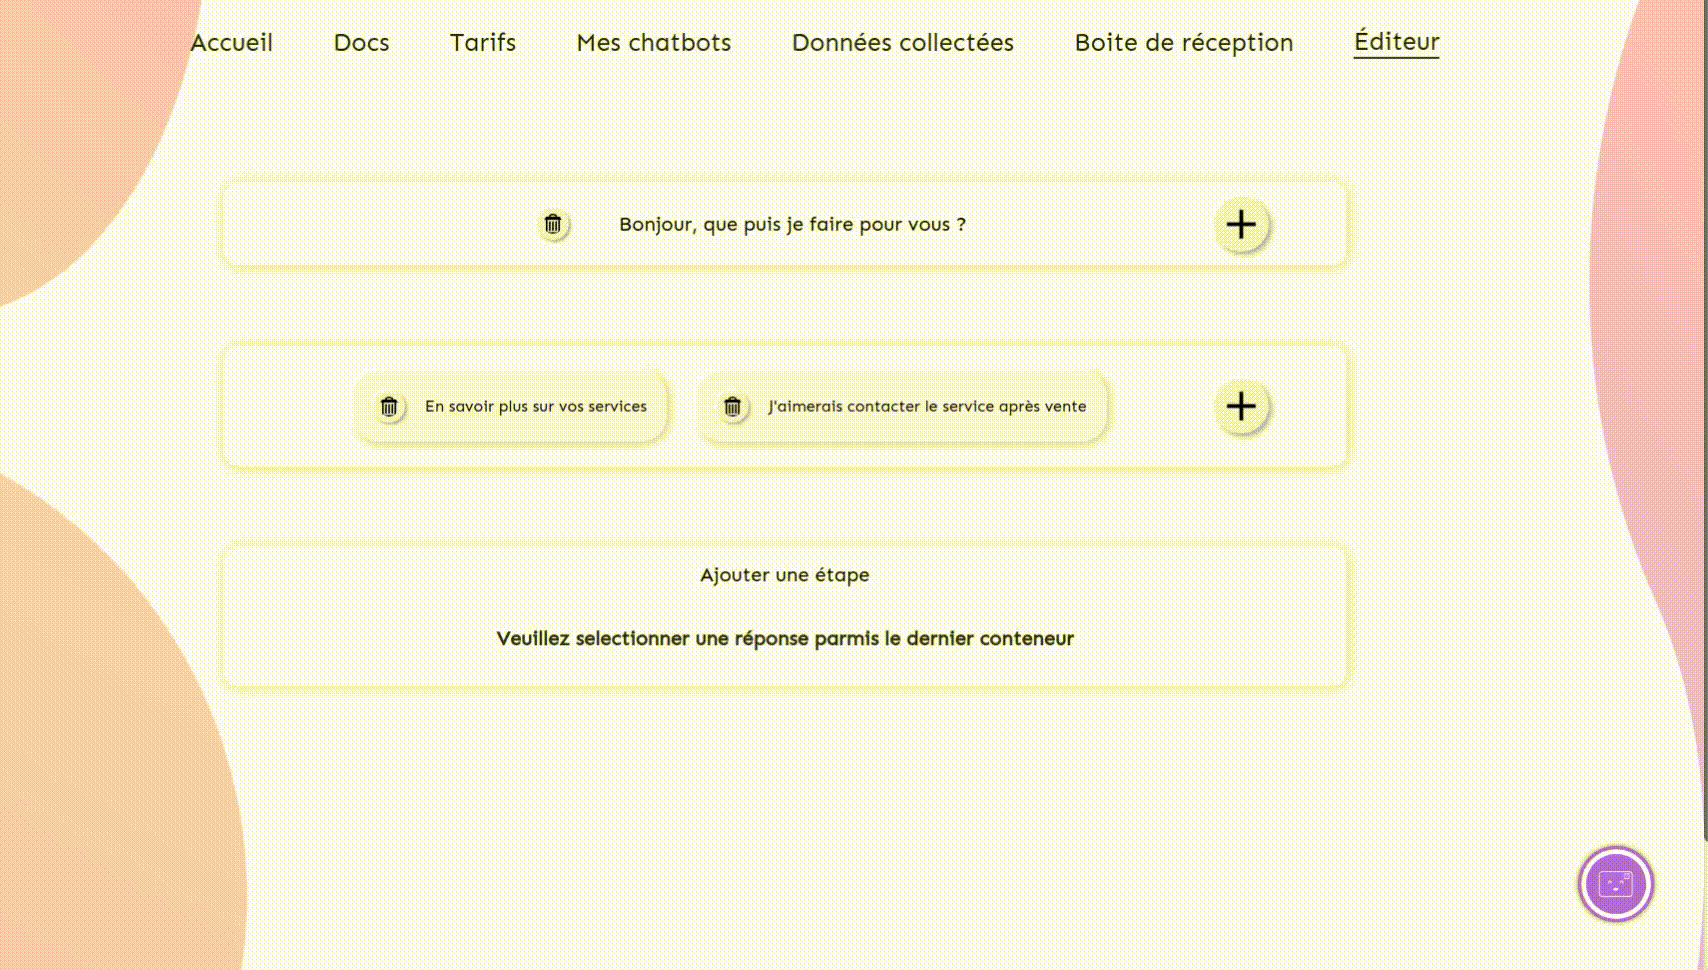 Accueil Docs Tarifs Mes chatbots Données collectées Boite de réception Éditeur
Bonjour, que puis je faire pour vous ?
En savoir plus sur vos services J'aimerais contacter le service après vente
Ajouter une étape
Veuillez selectionner une réponse parmis le dernier conteneur